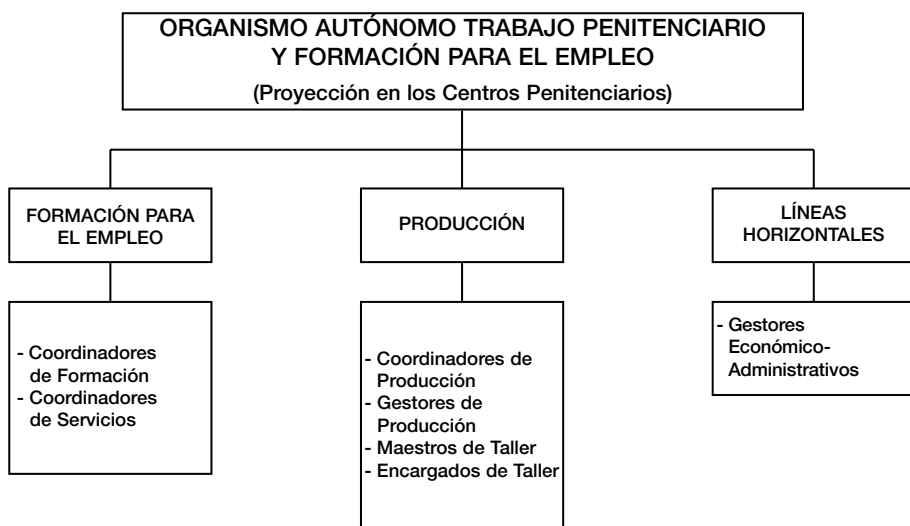 ORGANISMO AUTÓNOMO TRABAJO PENITENCIARIO
Y FORMACIÓN PARA EL EMPLEO
(Proyección en los Centros Penitenciarios)
FORMACIÓN PARA
EL EMPLEO
PRODUCCIÓN
LÍNEAS
HORIZONTALES
- Coordinadores
de Formación
- Coordinadores
de Servicios
- Coordinadores de
Producción
- Gestores de
Producción
- Maestros de Taller
- Encargados de Taller
- Gestores
Económico-
Administrativos